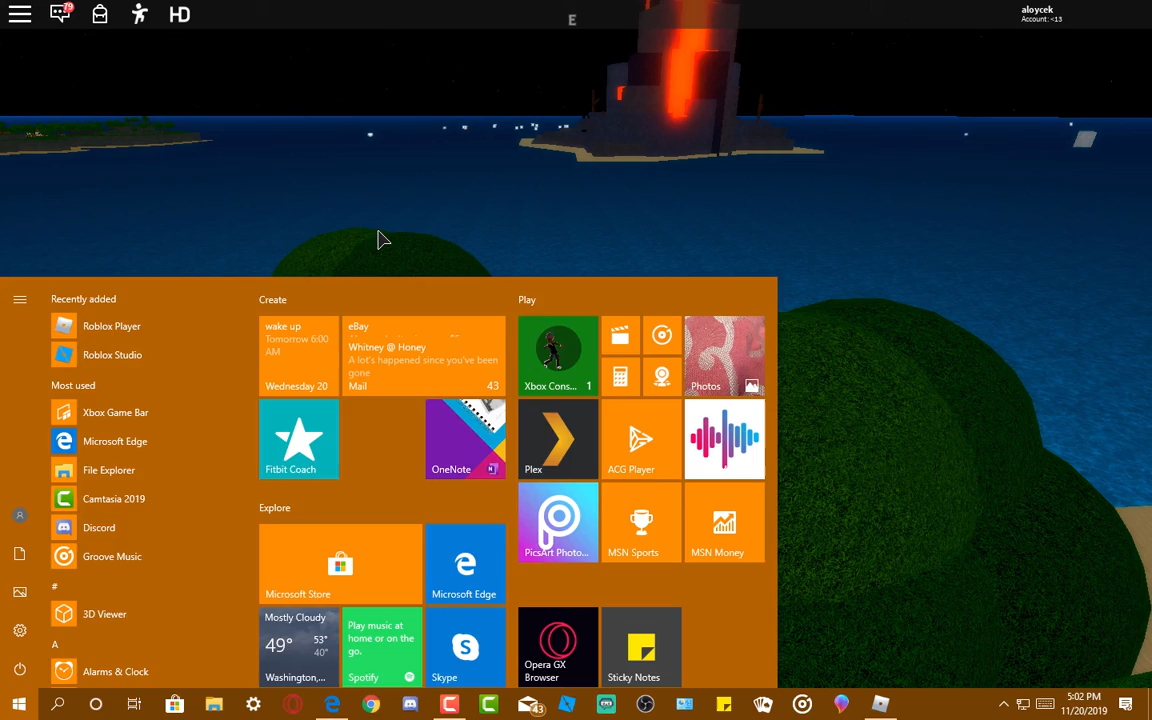 79
HD
E
aloycek
Account: <13
Recently added
Roblox Player
Roblox Studio
Most used
Xbox Game Bar
Microsoft Edge
File Explorer
Camtasia 2019
Discord
Groove Music
#
3D Viewer
A
Alarms & Clock
Create
wake up
Tomorrow 6:00
AM
Wednesday 20
eBay
Whitney @ Honey
A lot's happened since you've been
gone
Mail
43
Fitbit Coach
OneNote
Explore
Microsoft Store
Microsoft Edge
Mostly Cloudy
49°
53°
40°
Washington,...
Play music at
home or on the
go.
Spotify
Skype
Play
Xbox Cons...
1
Photos
Plex
ACG Player
PicsArt Photo...
MSN Sports
MSN Money
Opera GX
Browser
Sticky Notes
43
5:02 PM
11/20/2019